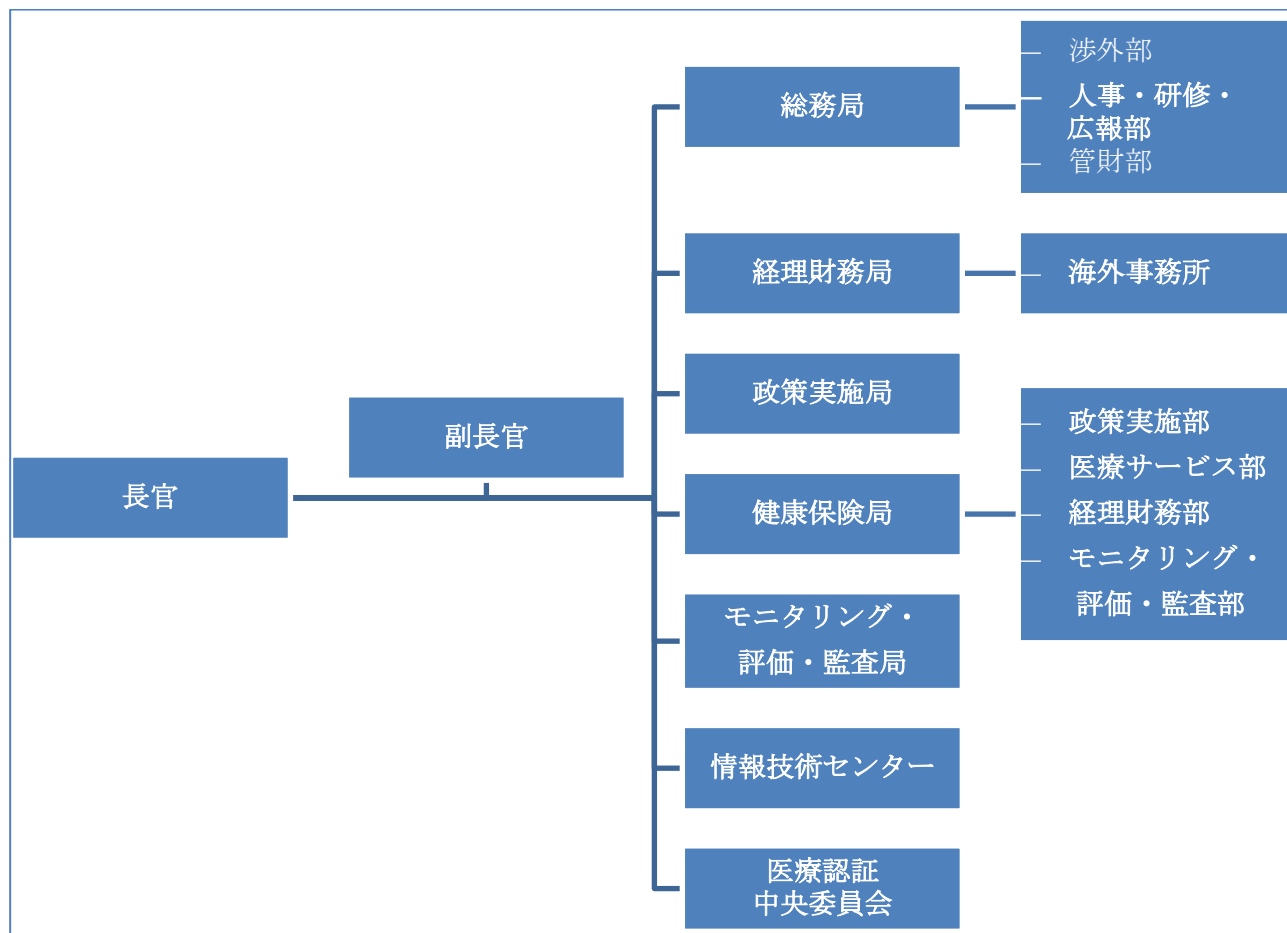 長官
副長官
総務局
渉外部
人事・研修・
広報部
管財部
経理財務局
海外事務所
政策実施局
健康保険局
政策実施部
医療サービス部
経理財務部
モニタリング・
評価・監査部
モニタリング・
評価・監査局
情報技術センター
医療認証
中央委員会